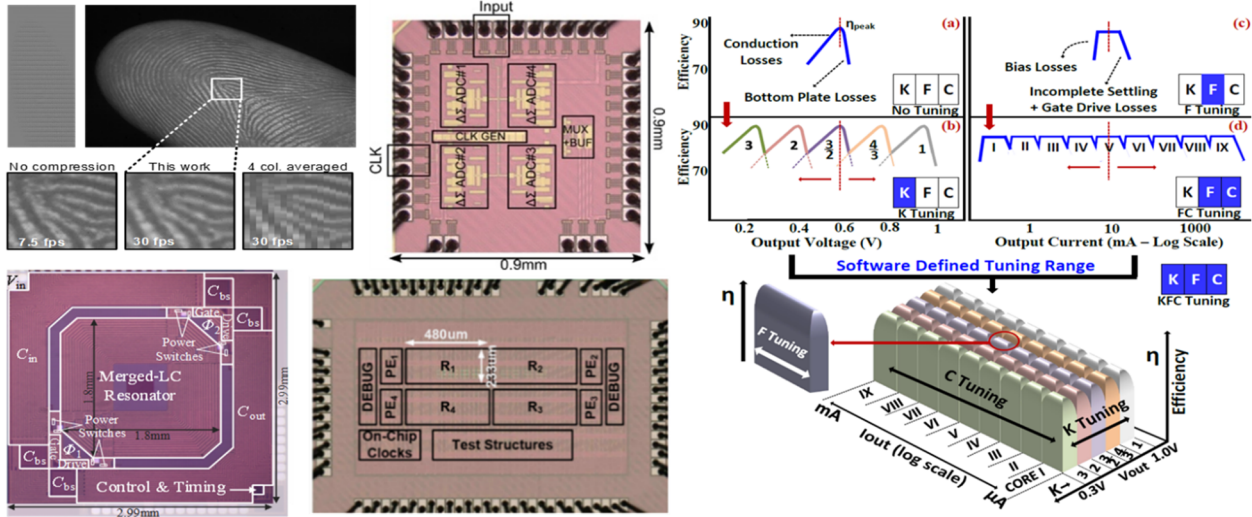 No compression
This work
4 col. averaged
7.5 fps
30 fps
30 fps
Input
ΔΣ ADC#1
ΔΣ ADC#4
CLK GEN
MUX
+BUF
CLK
ΔΣ ADC#2
ΔΣ ADC#3
0.9mm
0.9mm
Vin
Cbs
Gate
Drive
Cbs
Φ2
Power
Switches
Cin
Merged-LC
Resonator
1.8mm
Cout
2.99mm
Power
Switches
1.8mm
Gate
Φ1
Drive
Cbs
Cbs
Control & Timing
2.99mm
480um
233um
DEBUG
PE1
R1
R2
PE2
DEBUG
PE4
R4
R3
PE3
On-Chip
Clocks
Test Structures
(a)
90
ηpeak
Efficiency
Conduction
Losses
70
Bottom Plate Losses
K F C
No Tuning
(c)
Bias Losses
Incomplete Settling
+ Gate Drive Losses
K F C
F Tuning
(b)
90
Efficiency
70
3
2
3
2
4
3
1
K F C
K Tuning
0.2 0.4 0.6 0.8 1
Output Voltage (V)
(d)
I II III IV V VI VII VIII IX
K F C
FC Tuning
1 10 1000
Output Current (mA – Log Scale)
Software Defined Tuning Range
K F C
KFC Tuning
η
F Tuning
mA
C Tuning
K Tuning
η
Efficiency
IX
VIII
VII
VI
V
IV
III
II
CORE I
Iout (log scale)
μA
K→
3
2
3
2
4
3
1
0.3V
Vout
1.0V